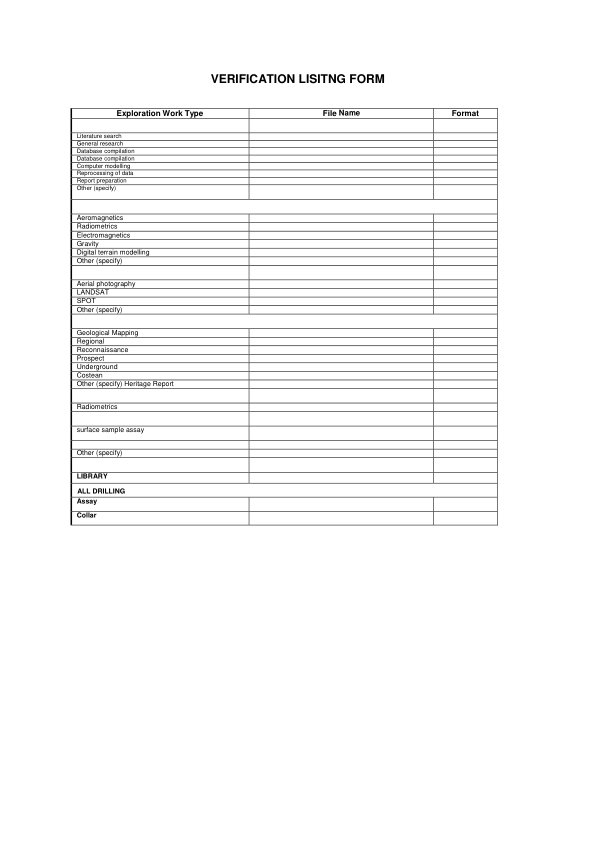 VERIFICATION LISITNG FORM
Exploration Work Type File Name Format
Literature search
General research
Database compilation
Database compilation
Computer modelling
Reprocessing of data
Report preparation
Other (specify)
Aeromagnetics
Radiometrics
Electromagnetics
Gravity
Digital terrain modelling
Other (specify)
Aerial photography
LANDSAT
SPOT
Other (specify)
Geological Mapping
Regional
Reconnaissance
Prospect
Underground
Costean
Other (specify) Heritage Report
Radiometrics
surface sample assay
Other (specify)
LIBRARY
ALL DRILLING
Assay
Collar